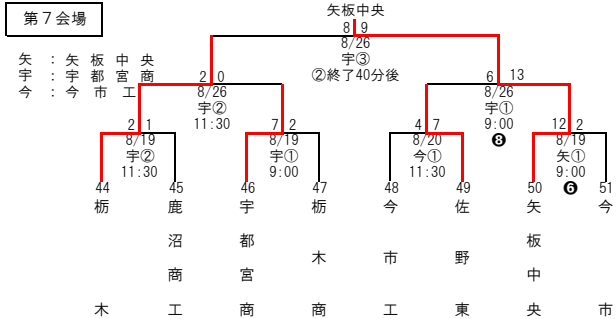 第７会場
矢板中央
8 9
8/26
宇③
②終了40分後
矢 ： 矢 板 中 央
宇 ： 宇 都 宮 商
今 ： 今 市 工
2 0
8/26
宇②
11:30
6 13
8/26
宇①
9:00
❽
2 1
8/19
宇②
11:30
7 2
8/19
宇①
9:00
4 7
8/20
今①
11:30
12 2
8/19
矢①
9:00
❻
44 45 46 47 48 49 50 51
栃木
鹿沼商工
宇都宮商
栃木商
今市工
佐野東
矢板中央
今市